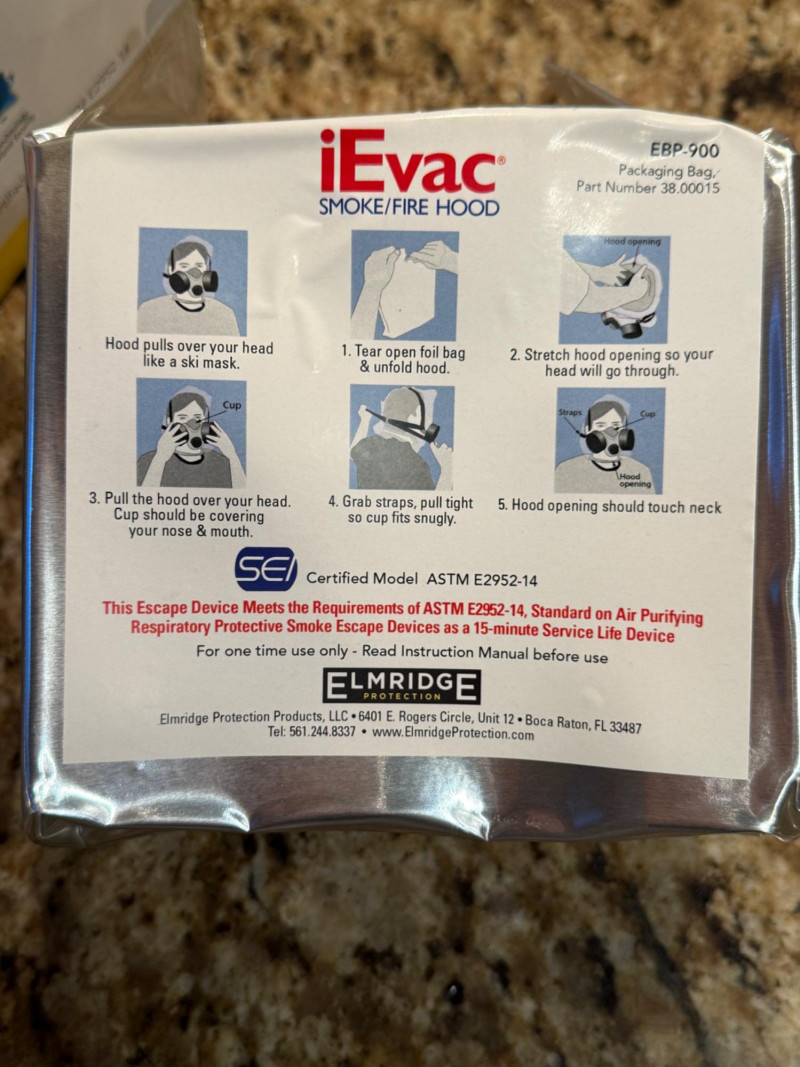 iEvac®
SMOKE/FIRE HOOD
EBP-900
Packaging Bag,
Part Number 38.00015
Hood pulls over your head
like a ski mask.
1. Tear open foil bag
& unfold hood.
Hood opening
2. Stretch hood opening so your
head will go through.
Cup
3. Pull the hood over your head.
Cup should be covering
your nose & mouth.
4. Grab straps, pull tight
so cup fits snugly.
Straps
Cup
Hood
opening
5. Hood opening should touch neck
SEI
Certified Model ASTM E2952-14
This Escape Device Meets the Requirements of ASTM E2952-14, Standard on Air Purifying
Respiratory Protective Smoke Escape Devices as a 15-minute Service Life Device
For one time use only - Read Instruction Manual before use
ELMRIDGE
PROTECTION
Elmridge Protection Products, LLC • 6401 E. Rogers Circle, Unit 12 • Boca Raton, FL 33487
Tel: 561.244.8337 • www.ElmridgeProtection.com